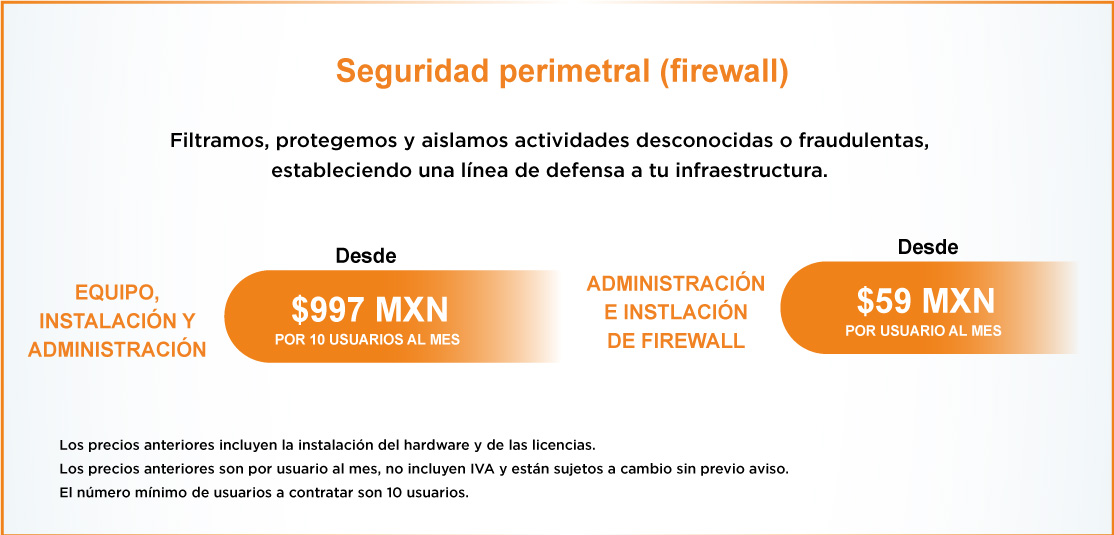 Seguridad perimetral (firewall)
Filtramos, protegemos y aislamos actividades desconocidas o fraudulentas,
estableciendo una línea de defensa a tu infraestructura.
EQUIPO,
INSTALACIÓN Y
ADMINISTRACIÓN
Desde
$997 MXN
POR 10 USUARIOS AL MES
ADMINISTRACIÓN
E INSTLACIÓN
DE FIREWALL
Desde
$59 MXN
POR USUARIO AL MES
Los precios anteriores incluyen la instalación del hardware y de las licencias.
Los precios anteriores son por usuario al mes, no incluyen IVA y están sujetos a cambio sin previo aviso.
El número mínimo de usuarios a contratar son 10 usuarios.